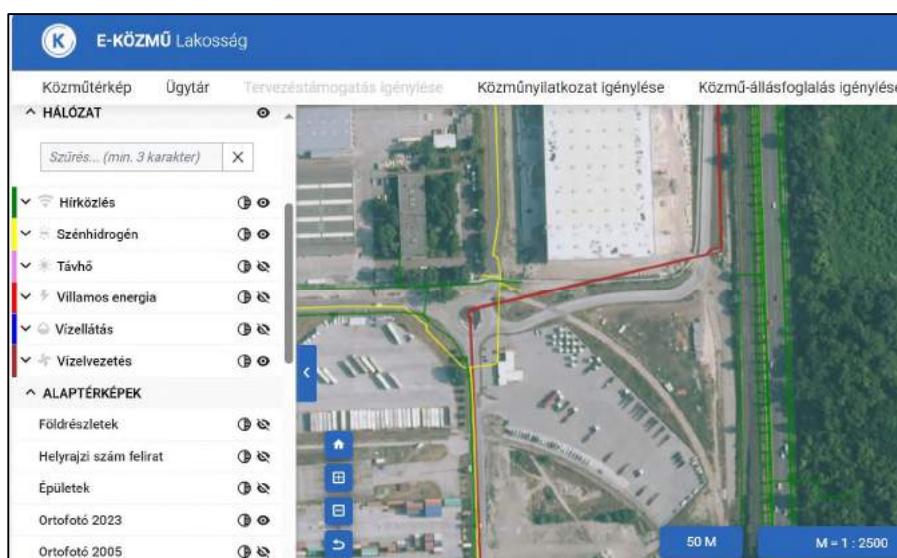 K
E-KÖZMŰ Lakosság
Közműtérkép Ügytár Tervezéstámogatás igénylése Közműnyilatkozat igénylése Közmű-állásfoglalás igénylése
HÁLÓZAT
Szűrés... (min. 3 karakter)
Hírközlés
Szénhidrogén
Távhő
Villamos energia
Vízellátás
Vízelvezetés
ALAPTÉRKÉPEK
Földrészletek
Helyrajzi szám felirat
Épületek
Ortofotó 2023
Ortofotó 2005
50 M
M = 1 : 2500